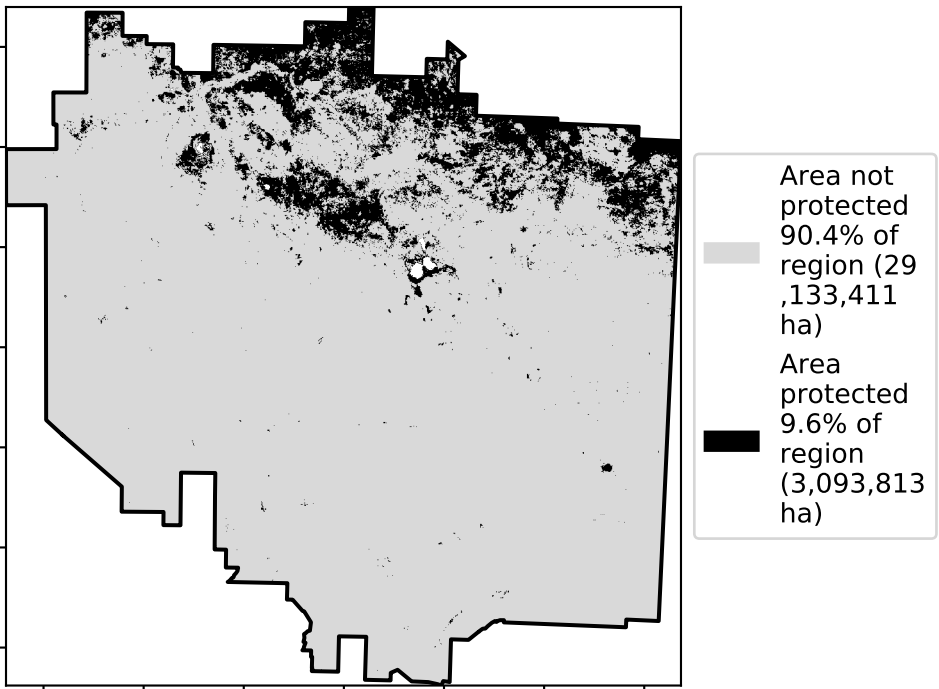 Area not
protected
90.4% of
region (29
,133,411
ha)
Area
protected
9.6% of
region
(3,093,813
ha)